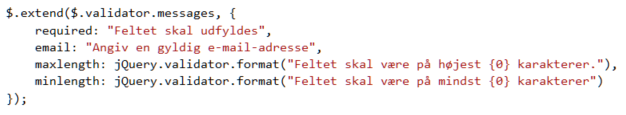 $.extend($.validator.messages, {
    required: "Feltet skal udfyldes",
    email: "Angiv en gyldig e-mail-adresse",
    maxlength: jQuery.validator.format("Feltet skal være på højest {0} karakterer."),
    minlength: jQuery.validator.format("Feltet skal være på mindst {0} karakterer")
});